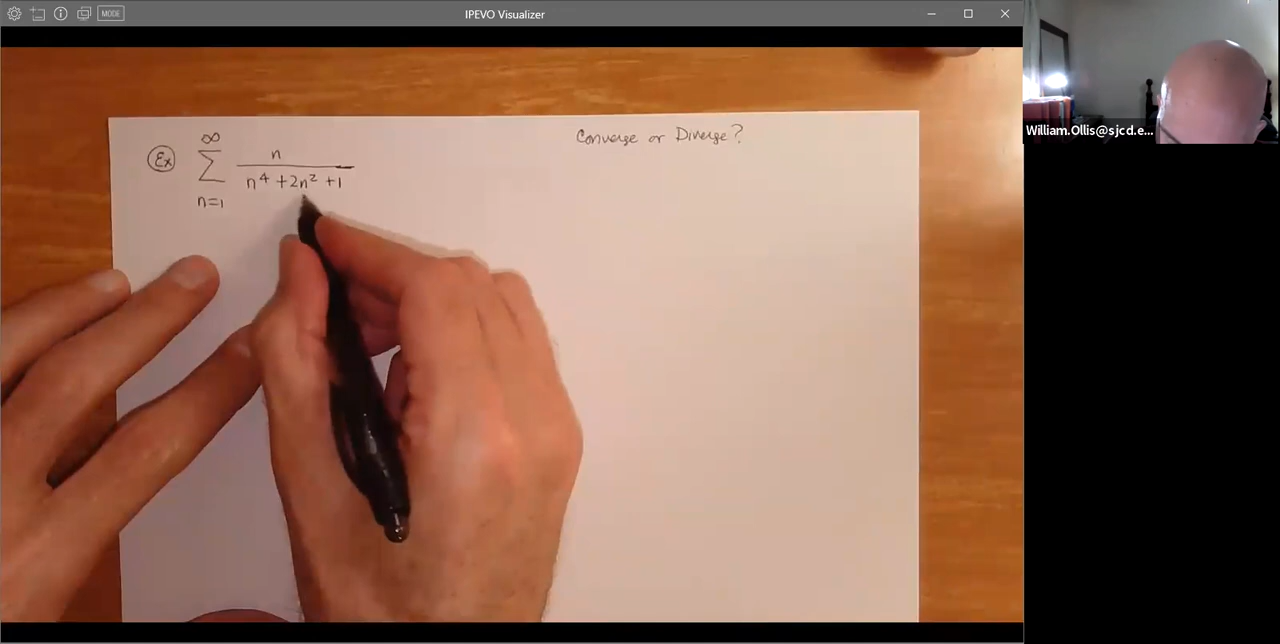 MODE
IPEVO Visualizer
William.Ollis@sjcd.e...
Ex
∞
Σ
n=1
n
n⁴ + 2n² + 1
Converge or Diverge?